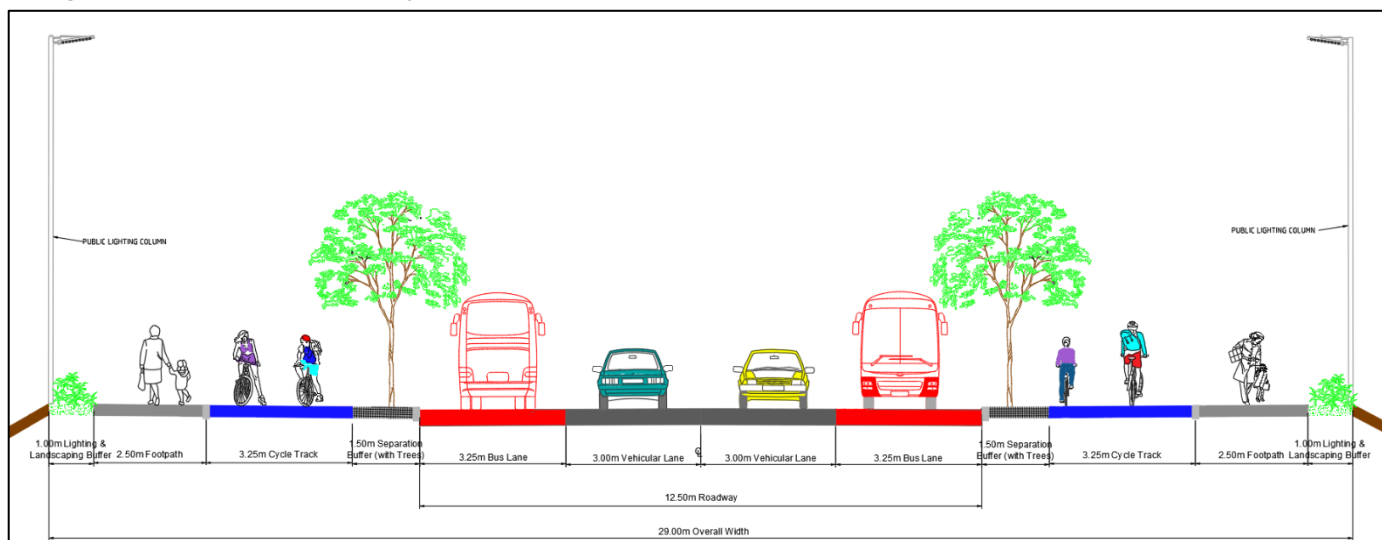 PUBLIC LIGHTING COLUMN
PUBLIC LIGHTING COLUMN
1.00m Lighting &
Landscaping Buffer
2.50m Footpath
3.25m Cycle Track
1.50m Separation
Buffer (with Trees)
3.25m Bus Lane
3.00m Vehicular Lane
3.00m Vehicular Lane
3.25m Bus Lane
1.50m Separation
Buffer (with Trees)
3.25m Cycle Track
2.50m Footpath
1.00m Lighting &
Landscaping Buffer
12.50m Roadway
29.00m Overall Width